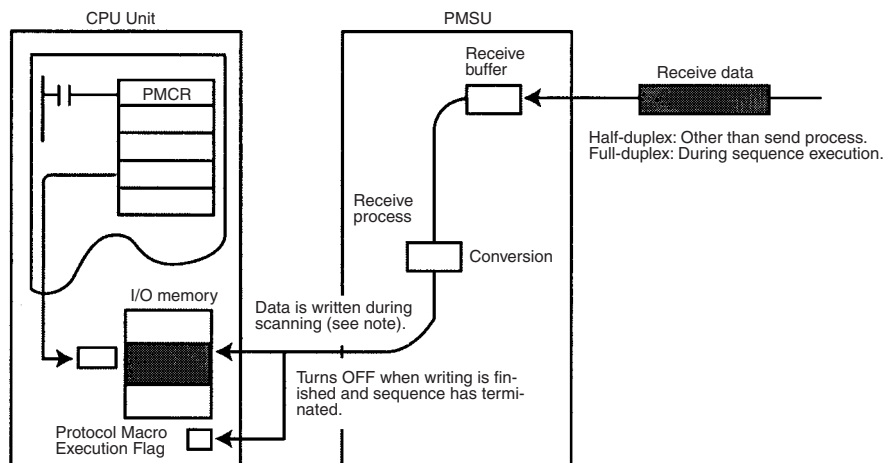 CPU Unit
PMSU
PMCR
Receive
buffer
Receive data
Half-duplex: Other than send process.
Full-duplex: During sequence execution.
Receive
process
Conversion
I/O memory
Data is written during
scanning (see note).
Turns OFF when writing is fin-
ished and sequence has termi-
nated.
Protocol Macro
Execution Flag